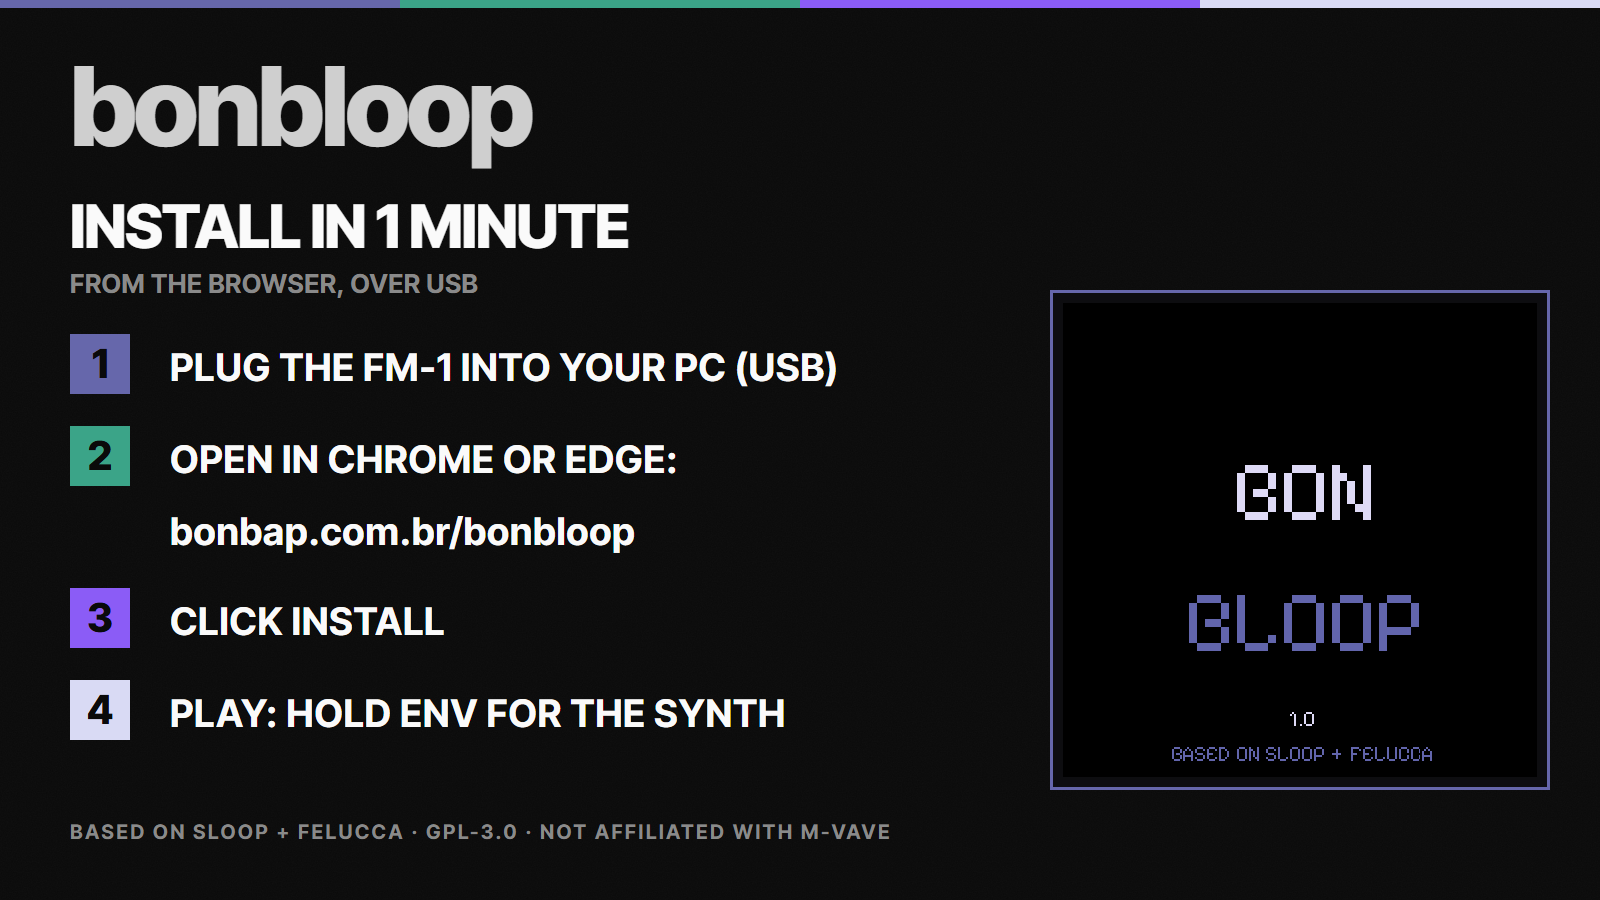 bonbloop
INSTALL IN 1 MINUTE
FROM THE BROWSER, OVER USB
1 PLUG THE FM-1 INTO YOUR PC (USB)
2 OPEN IN CHROME OR EDGE:
bonbap.com.br/bonbloop
3 CLICK INSTALL
4 PLAY: HOLD ENV FOR THE SYNTH
BASED ON SLOOP + FELUCCA · GPL-3.0 · NOT AFFILIATED WITH M-VAVE
BON
BLOOP
1.0
BASED ON SLOOP + FELUCCA